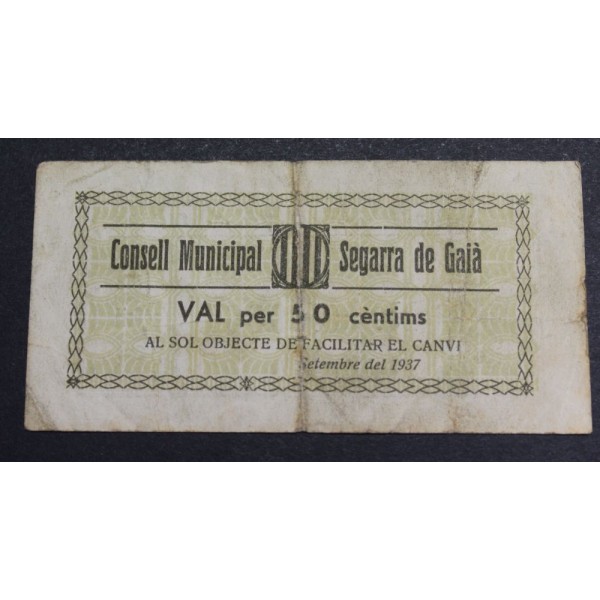 Consell Municipal Segarra de Gaià
VAL per 50 cèntims
AL SOL OBJECTE DE FACILITAR EL CANVI
Setembre del 1937